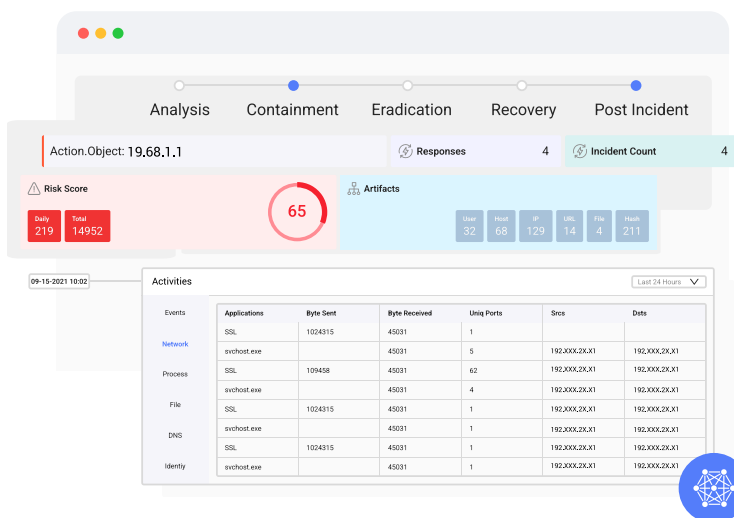 Analysis Containment Eradication Recovery Post Incident
Action.Object: 19.68.1.1 Responses 4 Incident Count 4
Risk Score
Daily Total
219 14952
65
Artifacts
User Host IP URL File Hash
32 68 129 14 4 211
09-15-2021 10:02
Activities Last 24 Hours
Events
Network
Process
File
DNS
Identiy
Applications Byte Sent Byte Received Uniq Ports Srcs Dsts
SSL 1024315 45031 1
svchost.exe 45031 5 192.XXX.2X.X1 192,XXX,2X,X1
SSL 109458 45031 62 192.XXX.2X.X1 192.XXX.2X.X1
svchost.exe 45031 4 192.XXX.2X.X1 192.XXX.2X.X1
SSL 1024315 45031 1 192.XXX.2X.X1 192.XXX.2X.X1
svchost.exe 45031 1 192.XXX.2X.X1 192.XXX.2X.X1
SSL 1024315 45031 1 192.XXX.2X.X1 192.XXX.2X.X1
svchost.exe 45031 1 192.XXX.2X.X1 192.XXX.2X.X1